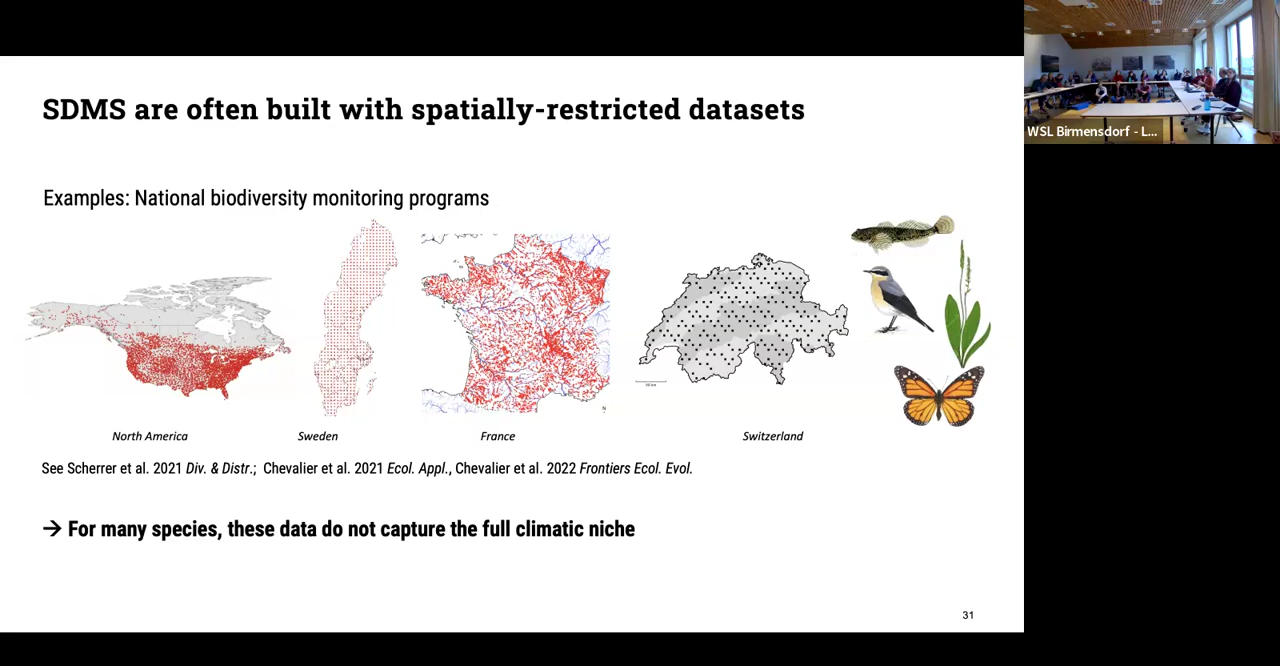 SDMS are often built with spatially-restricted datasets
WSL Birmensdorf - L...
Examples: National biodiversity monitoring programs
North America
Sweden
France
Switzerland
N
See Scherrer et al. 2021 Div. & Distr.; Chevalier et al. 2021 Ecol. Appl., Chevalier et al. 2022 Frontiers Ecol. Evol.
→ For many species, these data do not capture the full climatic niche
31